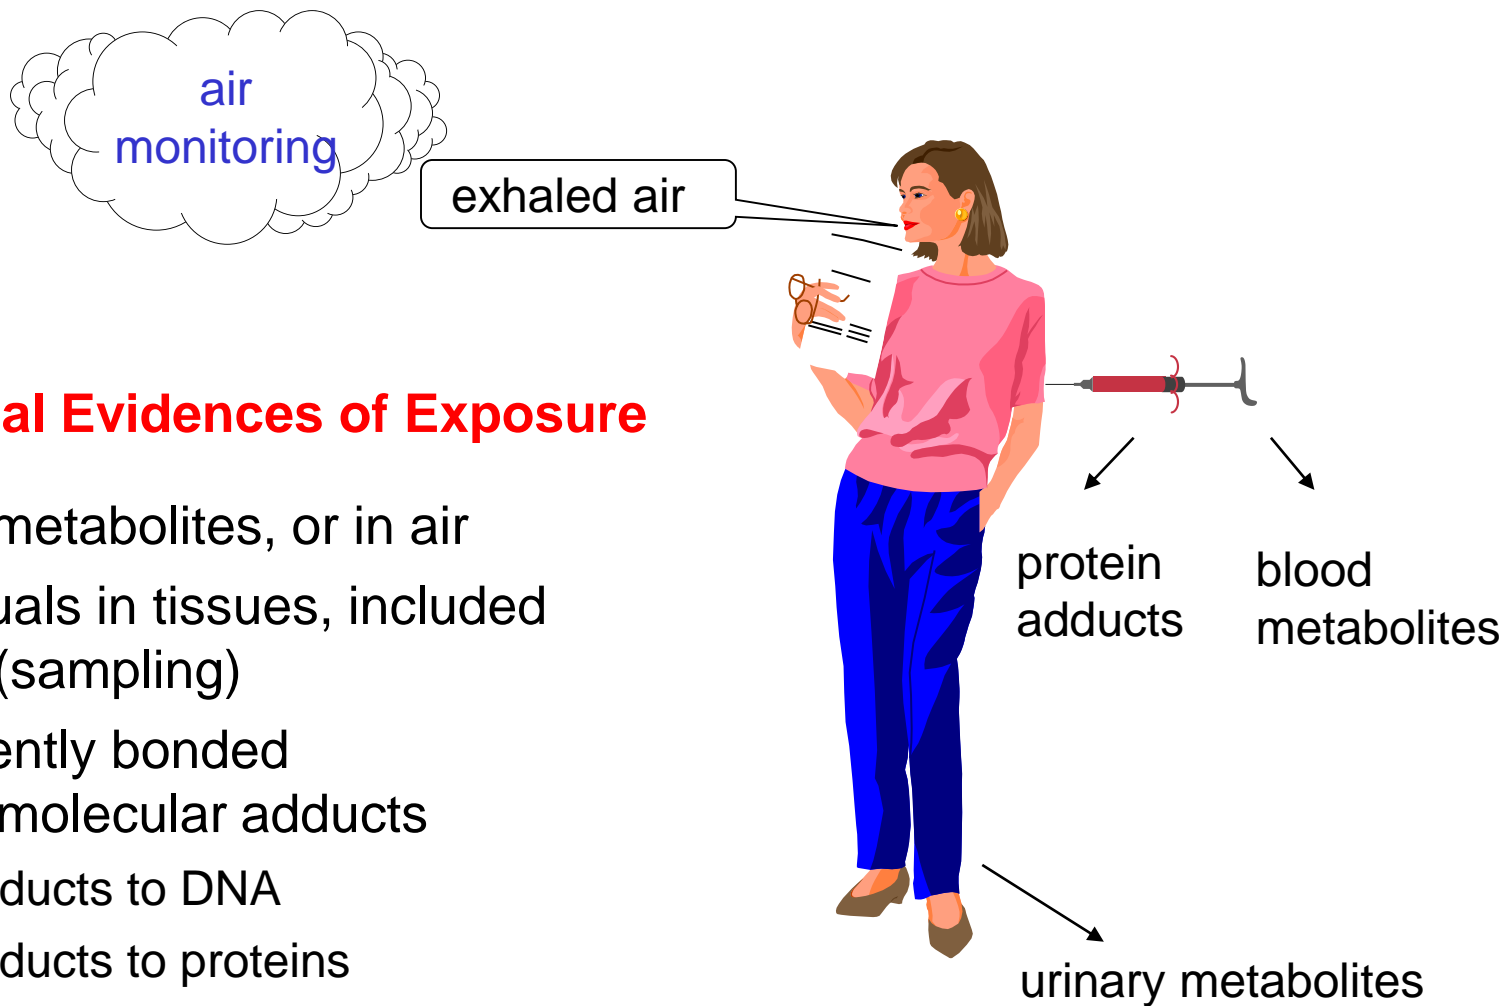 air
monitoring
exhaled air
al Evidences of Exposure
metabolites, or in air
uals in tissues, included
(sampling)
ently bonded
molecular adducts
ducts to DNA
ducts to proteins
protein
adducts
blood
metabolites
urinary metabolites